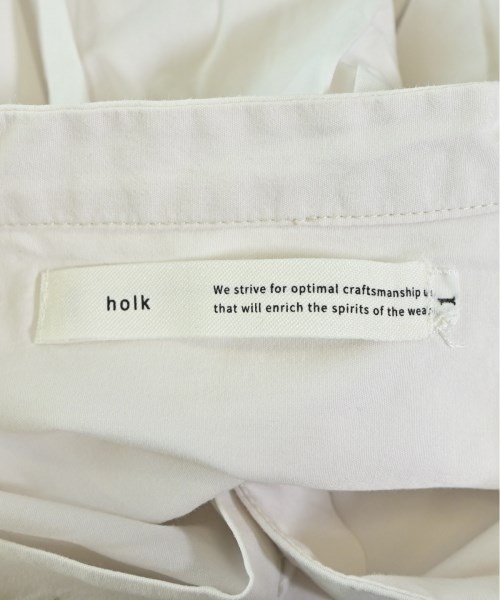 holk
We strive for optimal craftsmanship
that will enrich the spirits of the